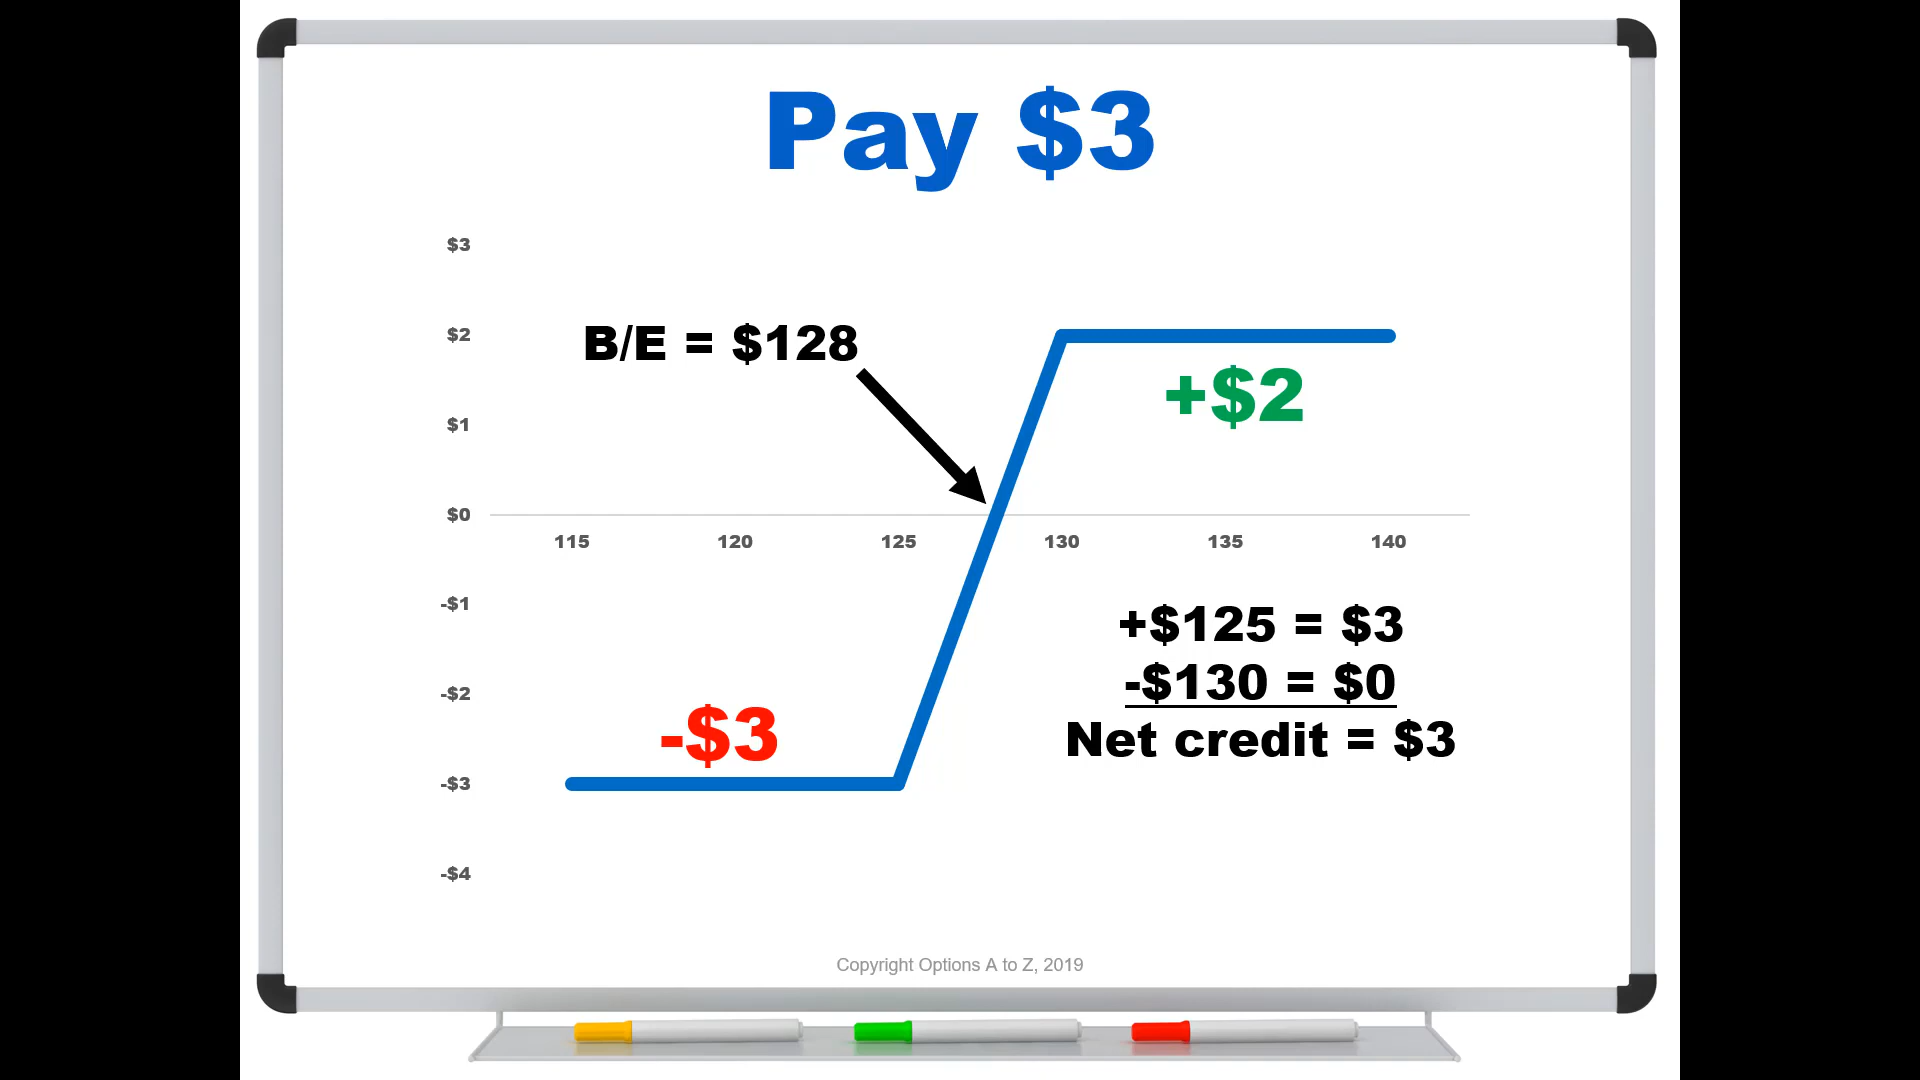 Pay $3
$3
B/E = $128
$2
+$2
$1
$0
115 120 125 130 135 140
-$1
+$125 = $3
-$130 = $0
-$2
Net credit = $3
-$3
-$3
-$4
Copyright Options A to Z, 2019